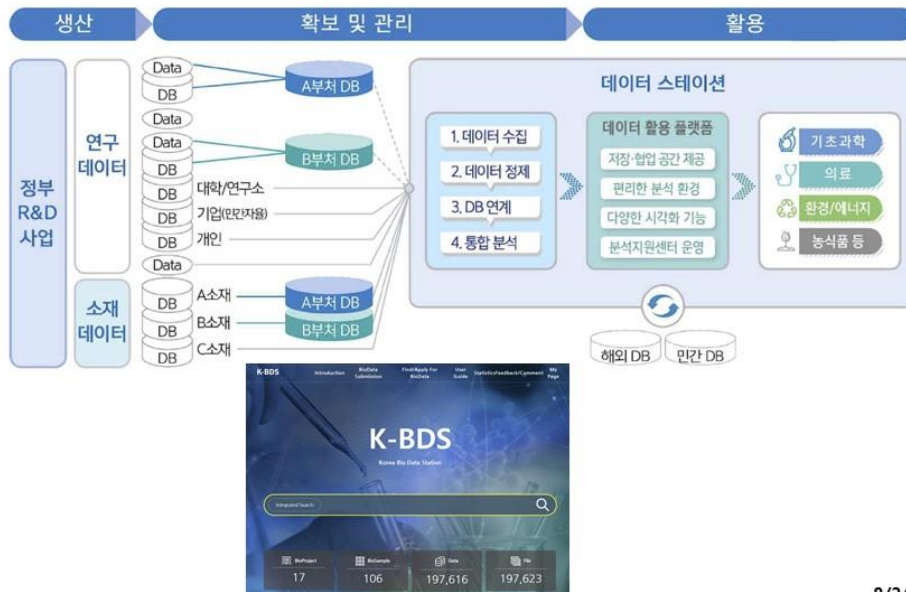 생산
확보 및 관리
활용
정부
R&D
사업
연구
데이터
소재
데이터
Data
DB
Data
Data
DB
DB 대학/연구소
DB 기업(민간자율)
DB 개인
Data
A부처 DB
B부처 DB
DB A소재
DB B소재
DB C소재
A부처 DB
B부처 DB
데이터 스테이션
1. 데이터 수집
2. 데이터 정제
3. DB 연계
4. 통합 분석
데이터 활용 플랫폼
저장·협업 공간 제공
편리한 분석 환경
다양한 시각화 기능
분석지원센터 운영
기초과학
의료
환경/에너지
농식품 등
해외 DB
민간 DB
K-BDS
Introduction
BioData
Submission
Find/Apply For
BioData
User
Guide
Statistics
Feedback/Comment
My
Page
K-BDS
Korea Bio Data Station
Integrated Search
BioProject
17
BioSample
106
Data
197,616
File
197,623